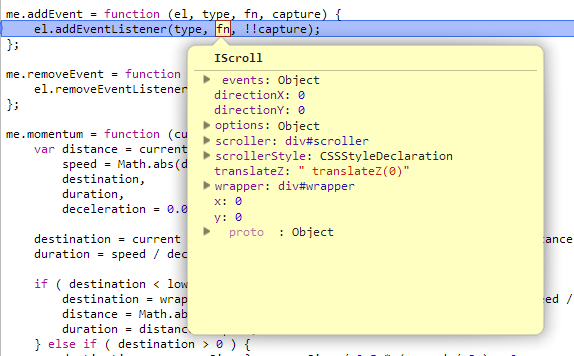 me.addEvent = function (el, type, fn, capture) {
el.addEventListener(type, fn, !!capture);
};
IScroll
me.removeEvent = function
events: Object
el.removeEventListener
directionX: 0
};
directionY: 0
options: Object
me.momentum = function (cu
scroller: div#scroller
var distance = current
scrollerStyle: CSSStyleDeclaration
speed = Math.abs(d
translateZ: " translateZ(0)"
destination,
wrapper: div#wrapper
duration,
x: 0
deceleration = 0.0
y: 0
proto : Object
destination = current
stance
duration = speed / dec
if ( destination < low
destination = wrap
eed /
distance = Math.ab
duration = distanc
} else if ( destination > 0 ) {